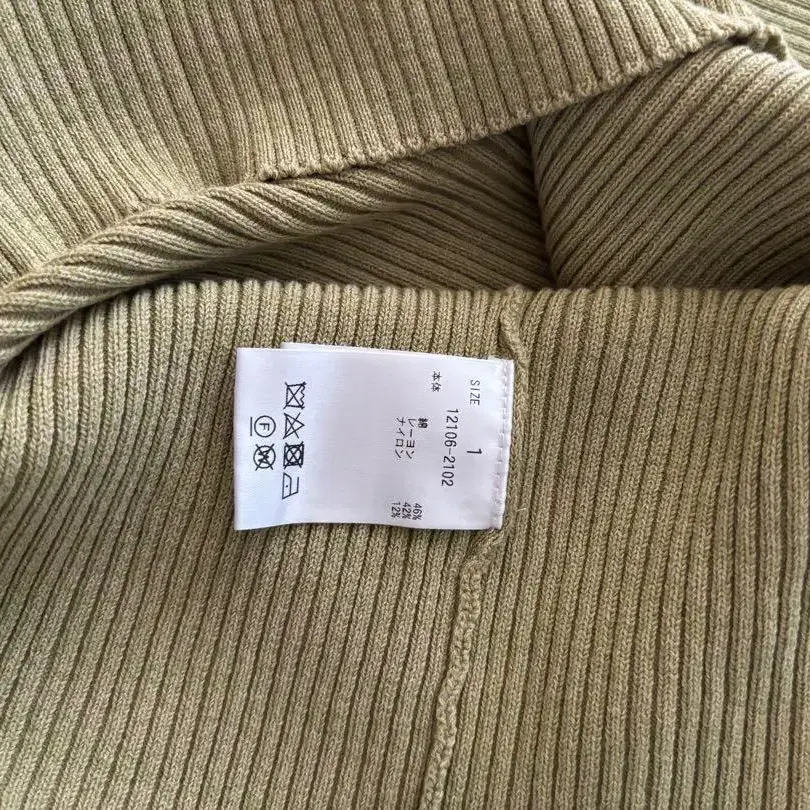 SIZE 1
12106-2102
本体
綿 46%
レーヨン 42%
ナイロン 12%
F
W